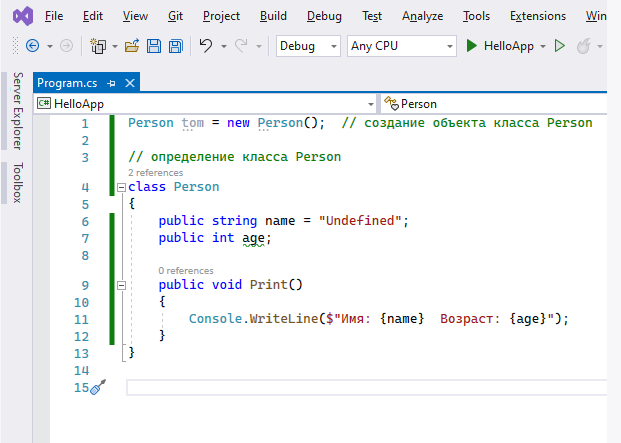 File Edit View Git Project Build Debug Test Analyze Tools Extensions Win
Debug Any CPU HelloApp
Server Explorer
Toolbox
Program.cs
C# HelloApp Person
1 Person tom = new Person();  // создание объекта класса Person
2
3 // определение класса Person
2 references
4 class Person
5 {
6 public string name = "Undefined";
7 public int age;
8
0 references
9 public void Print()
10 {
11 Console.WriteLine($"Имя: {name}  Возраст: {age}");
12 }
13 }
14
15